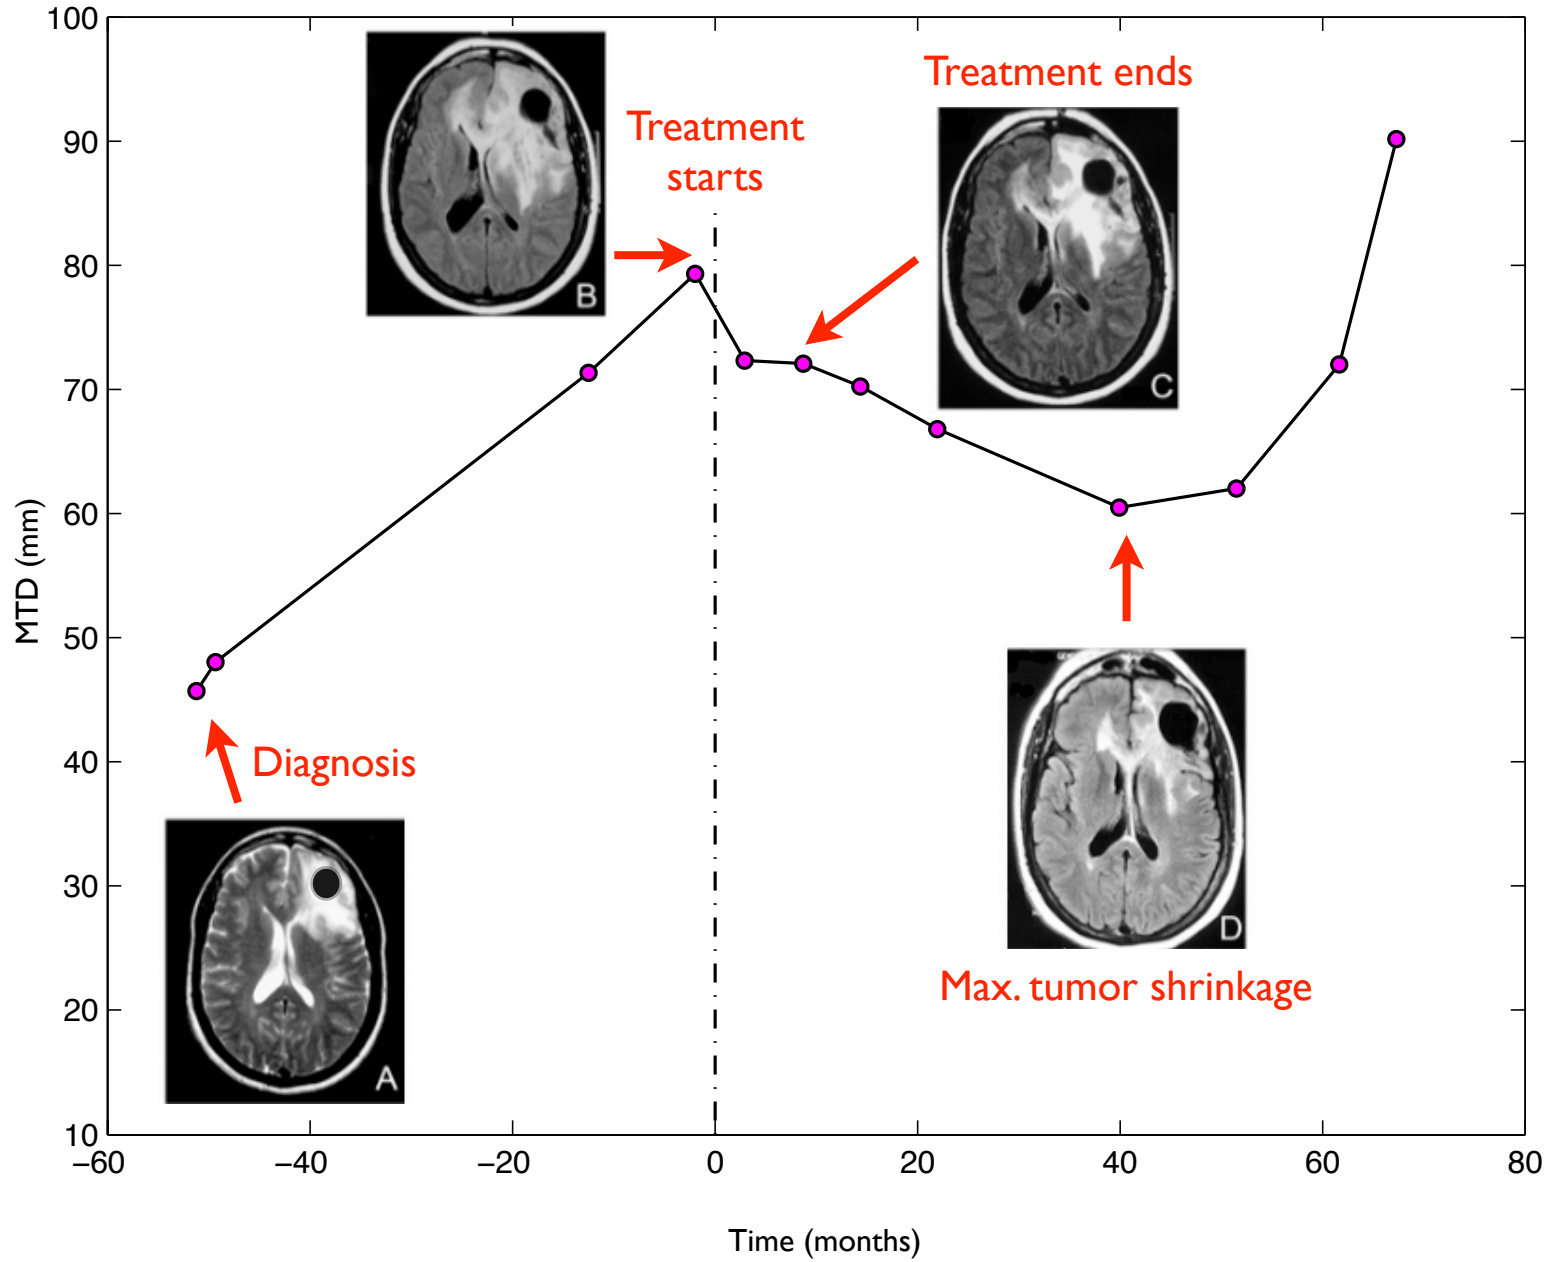 100
90
80
70
60
50
40
30
20
10
MTD (mm)
Treatment ends
Treatment
starts
B
C
Diagnosis
A
D
Max. tumor shrinkage
−60
−40
−20
0
20
40
60
80
Time (months)